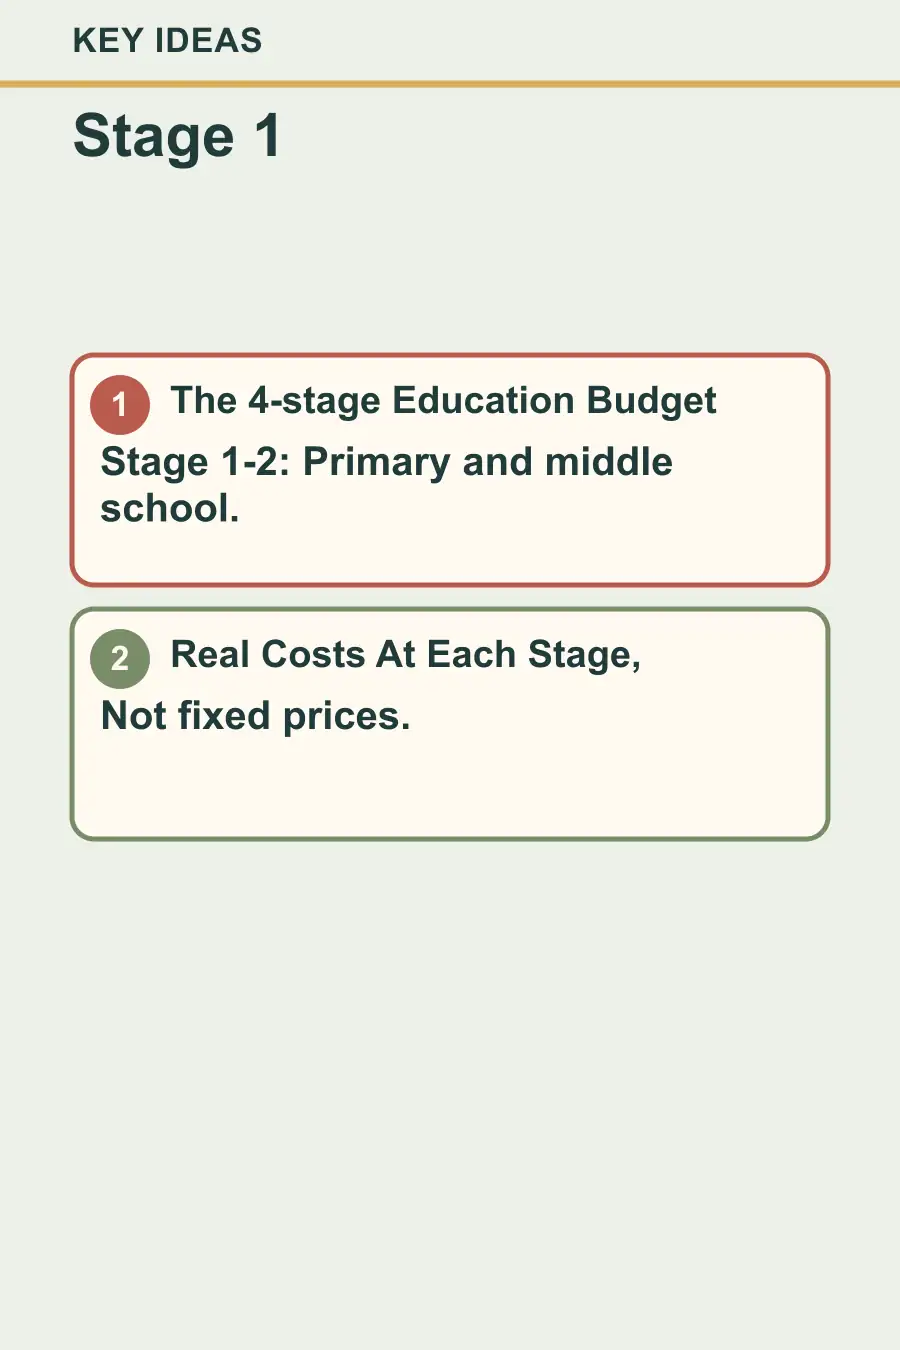 KEY IDEAS
Stage 1
1 The 4-stage Education Budget
Stage 1-2: Primary and middle
school.
2 Real Costs At Each Stage,
Not fixed prices.